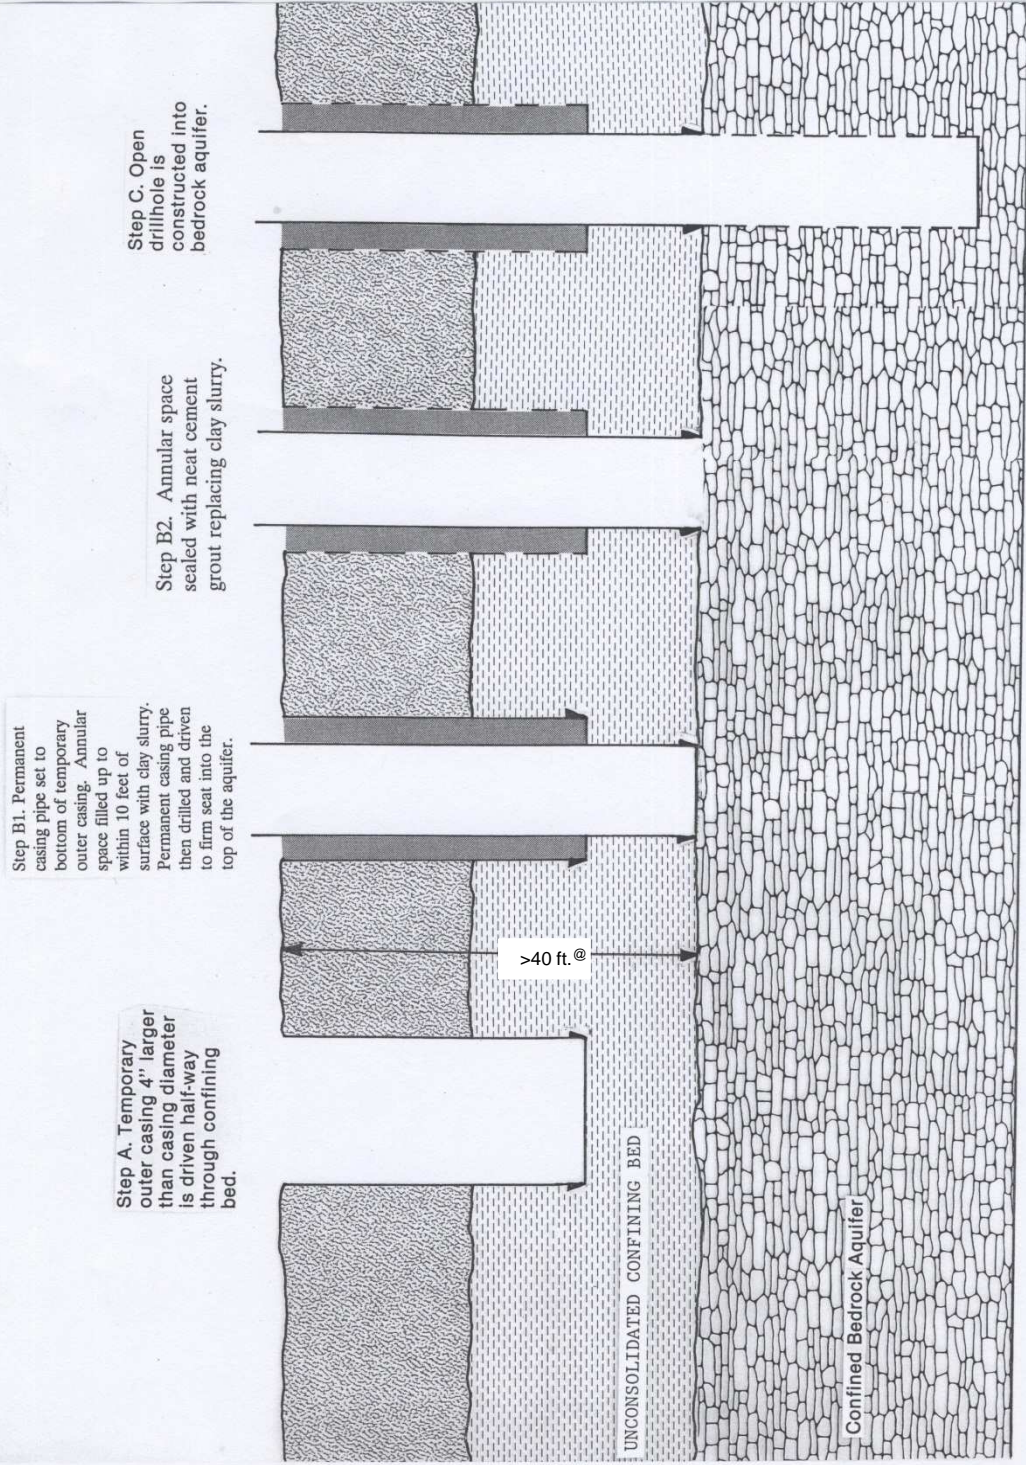 Step A. Temporary
outer casing 4" larger
than casing diameter
is driven half-way
through confining
bed.
Step B1. Permanent
casing pipe set to
bottom of temporary
outer casing. Annular
space filled up to
within 10 feet of
surface with clay slurry.
Permanent casing pipe
then drilled and driven
to firm seat into the
top of the aquifer.
Step B2. Annular space
sealed with neat cement
grout replacing clay slurry.
Step C. Open
drillhole is
constructed into
bedrock aquifer.
>40 ft.@
UNCONSOLIDATED CONFINING BED
Confined Bedrock Aquifer